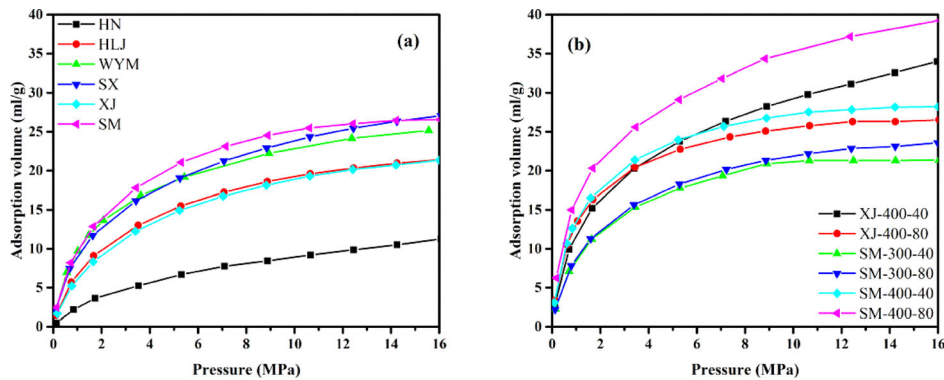 (a)
HN
HLJ
WYM
SX
XJ
SM
Adsorption volume (ml/g)
40
35
30
25
20
15
10
5
0
0 2 4 6 8 10 12 14 16
Pressure (MPa)
(b)
Adsorption volume (ml/g)
40
35
30
25
20
15
10
5
0
XJ-400-40
XJ-400-80
SM-300-40
SM-300-80
SM-400-40
SM-400-80
0 2 4 6 8 10 12 14 16
Pressure (MPa)